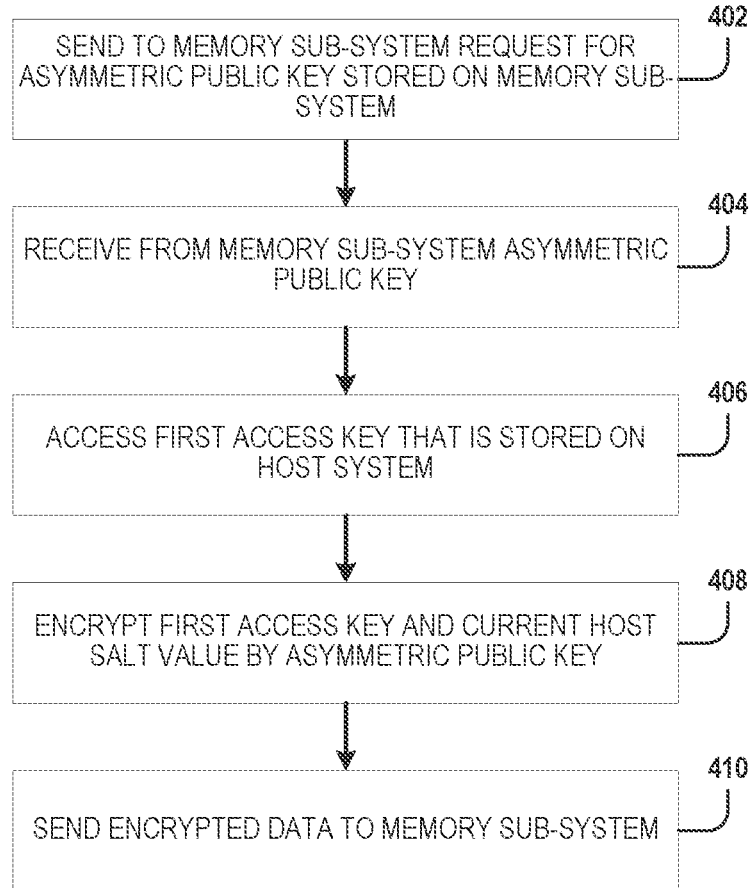 402
SEND TO MEMORY SUB-SYSTEM REQUEST FOR
ASYMMETRIC PUBLIC KEY STORED ON MEMORY SUB-
SYSTEM
404
RECEIVE FROM MEMORY SUB-SYSTEM ASYMMETRIC
PUBLIC KEY
406
ACCESS FIRST ACCESS KEY THAT IS STORED ON
HOST SYSTEM
408
ENCRYPT FIRST ACCESS KEY AND CURRENT HOST
SALT VALUE BY ASYMMETRIC PUBLIC KEY
410
SEND ENCRYPTED DATA TO MEMORY SUB-SYSTEM